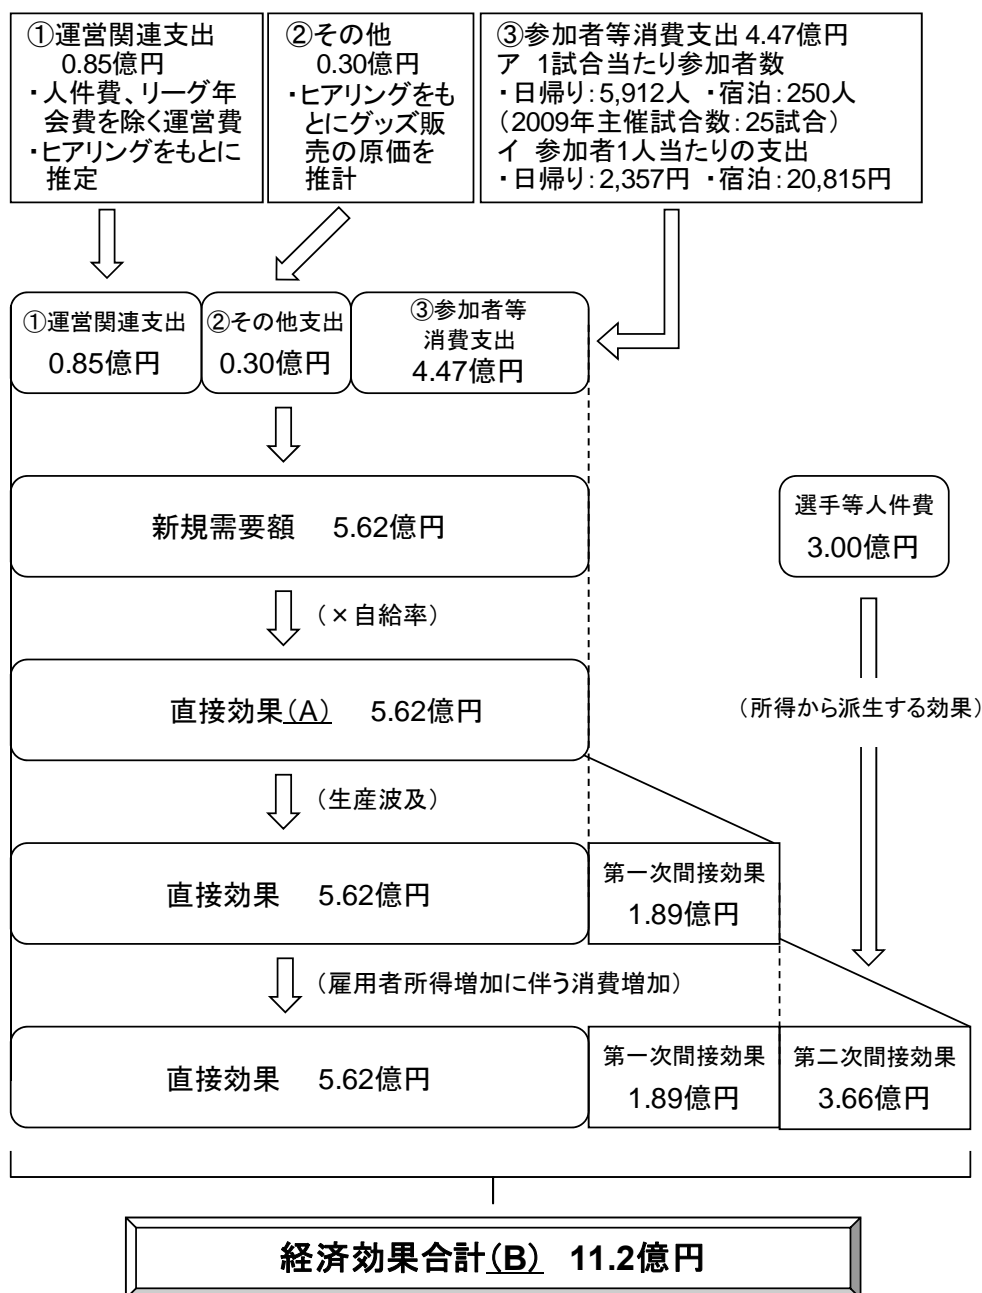 ①運営関連支出
0.85億円
・人件費、リーグ年
会費を除く運営費
・ヒアリングをもとに
推定
②その他
0.30億円
・ヒアリングをも
とにグッズ販
売の原価を
推計
③参加者等消費支出 4.47億円
ア 1試合当たり参加者数
・日帰り：5,912人 ・宿泊：250人
（2009年主催試合数：25試合）
イ 参加者1人当たりの支出
・日帰り：2,357円 ・宿泊：20,815円
①運営関連支出
0.85億円
②その他支出
0.30億円
③参加者等
消費支出
4.47億円
新規需要額 5.62億円
選手等人件費
3.00億円
（×自給率）
直接効果（A） 5.62億円
（所得から派生する効果）
（生産波及）
直接効果 5.62億円
第一次間接効果
1.89億円
（雇用者所得増加に伴う消費増加）
直接効果 5.62億円
第一次間接効果
1.89億円
第二次間接効果
3.66億円
経済効果合計（B） 11.2億円